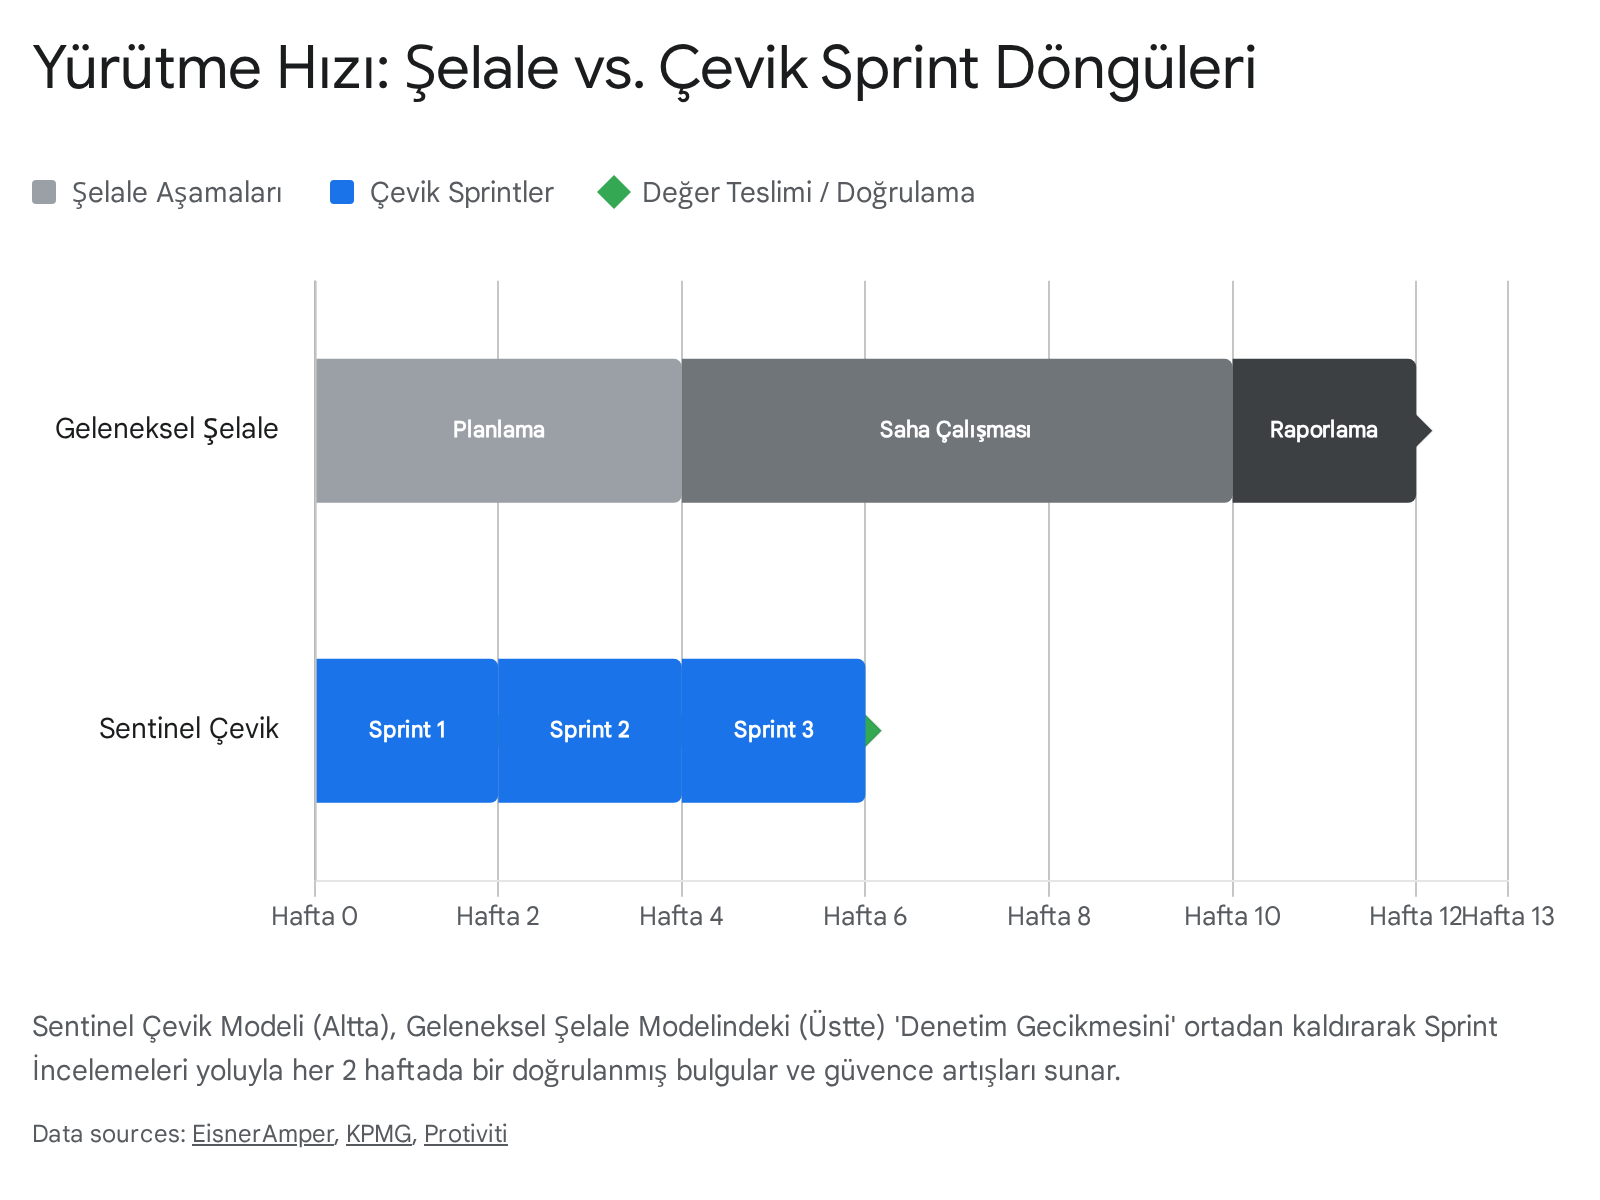 Yürütme Hızı: Şelale vs. Çevik Sprint Döngüleri
Şelale Aşamaları
Çevik Sprintler
Değer Teslimi / Doğrulama
Geleneksel Şelale
Planlama
Saha Çalışması
Raporlama
Sentinel Çevik
Sprint 1
Sprint 2
Sprint 3
Hafta 0
Hafta 2
Hafta 4
Hafta 6
Hafta 8
Hafta 10
Hafta 12
Hafta 13
Sentinel Çevik Modeli (Altta), Geleneksel Şelale Modelindeki (Üstte) 'Denetim Gecikmesini' ortadan kaldırarak Sprint
İncelemeleri yoluyla her 2 haftada bir doğrulanmış bulgular ve güvence artışları sunar.
Data sources: EisnerAmper, KPMG, Protiviti